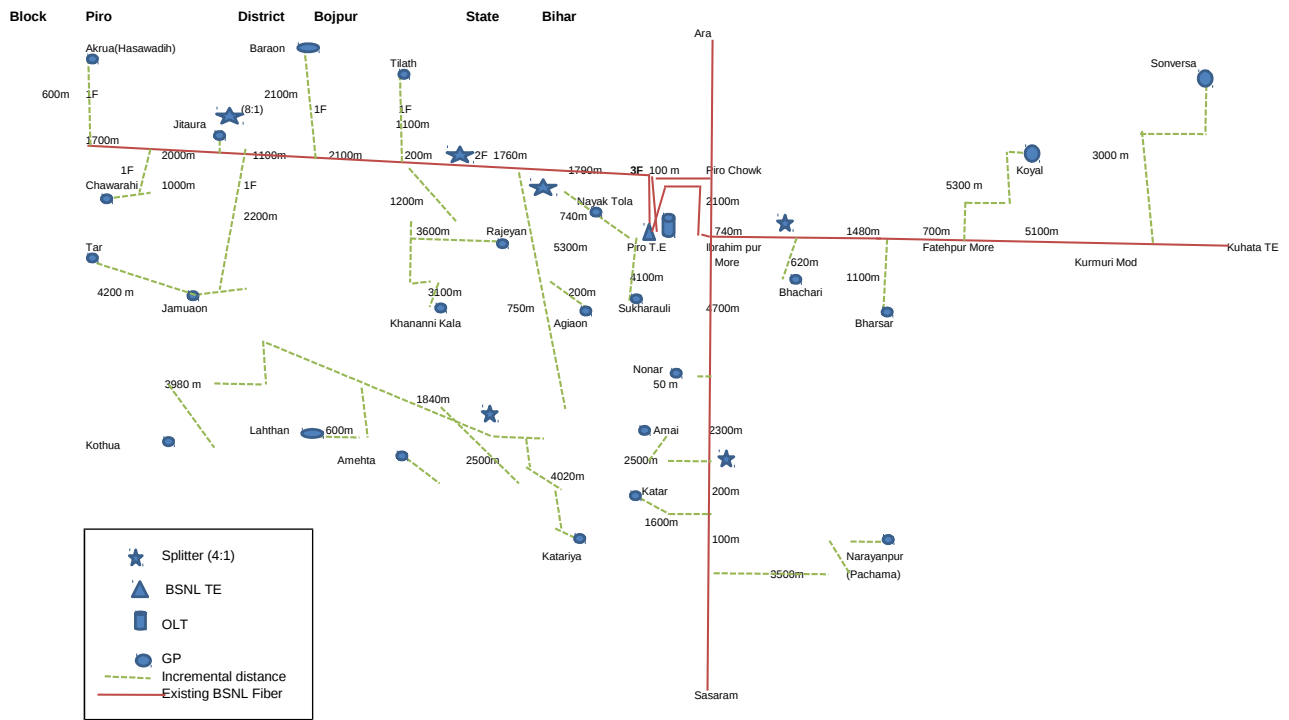 Block Piro District Bojpur State Bihar
Ara
Akrua(Hasawadih)
Baraon
Tilath
Sonversa
600m 1F
2100m
(8:1)
1F
1F
1100m
Jitaura
1700m
2000m
1100m
2100m
200m
2F 1760m
1790m
3F 100 m
Piro Chowk
3000 m
Koyal
1F
Chawarahi
1000m
1F
5300 m
1200m
Nayak Tola
2100m
2200m
740m
3600m
Rajeyan
740m
1480m
700m
5100m
Tar
5300m
Piro T.E
Ibrahim pur
More
Fatehpur More
Kuhata TE
620m
Kurmuri Mod
4100m
1100m
4200 m
3100m
200m
Bhachari
Jamuaon
750m
Sukharauli
4700m
Khananni Kala
Agiaon
Bharsar
Nonar
50 m
3980 m
1840m
Lahthan
600m
Amai
2300m
Kothua
Amehta
2500m
2500m
4020m
Katar
200m
1600m
100m
Katariya
Narayanpur
(Pachama)
3500m
Splitter (4:1)
BSNL TE
OLT
GP
Incremental distance
Existing BSNL Fiber
Sasaram